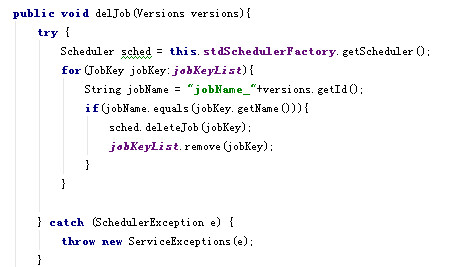 public void delJob(Versions versions){
try {
Scheduler sched = this.stdSchedulerFactory.getScheduler();
for(JobKey jobKey:jobKeyList){
String jobName = "jobName_"+versions.getId();
if(jobName.equals(jobKey.getName())){
sched.deleteJob(jobKey);
jobKeyList.remove(jobKey);
}
}
} catch (SchedulerException e) {
throw new ServiceExceptions(e);
}